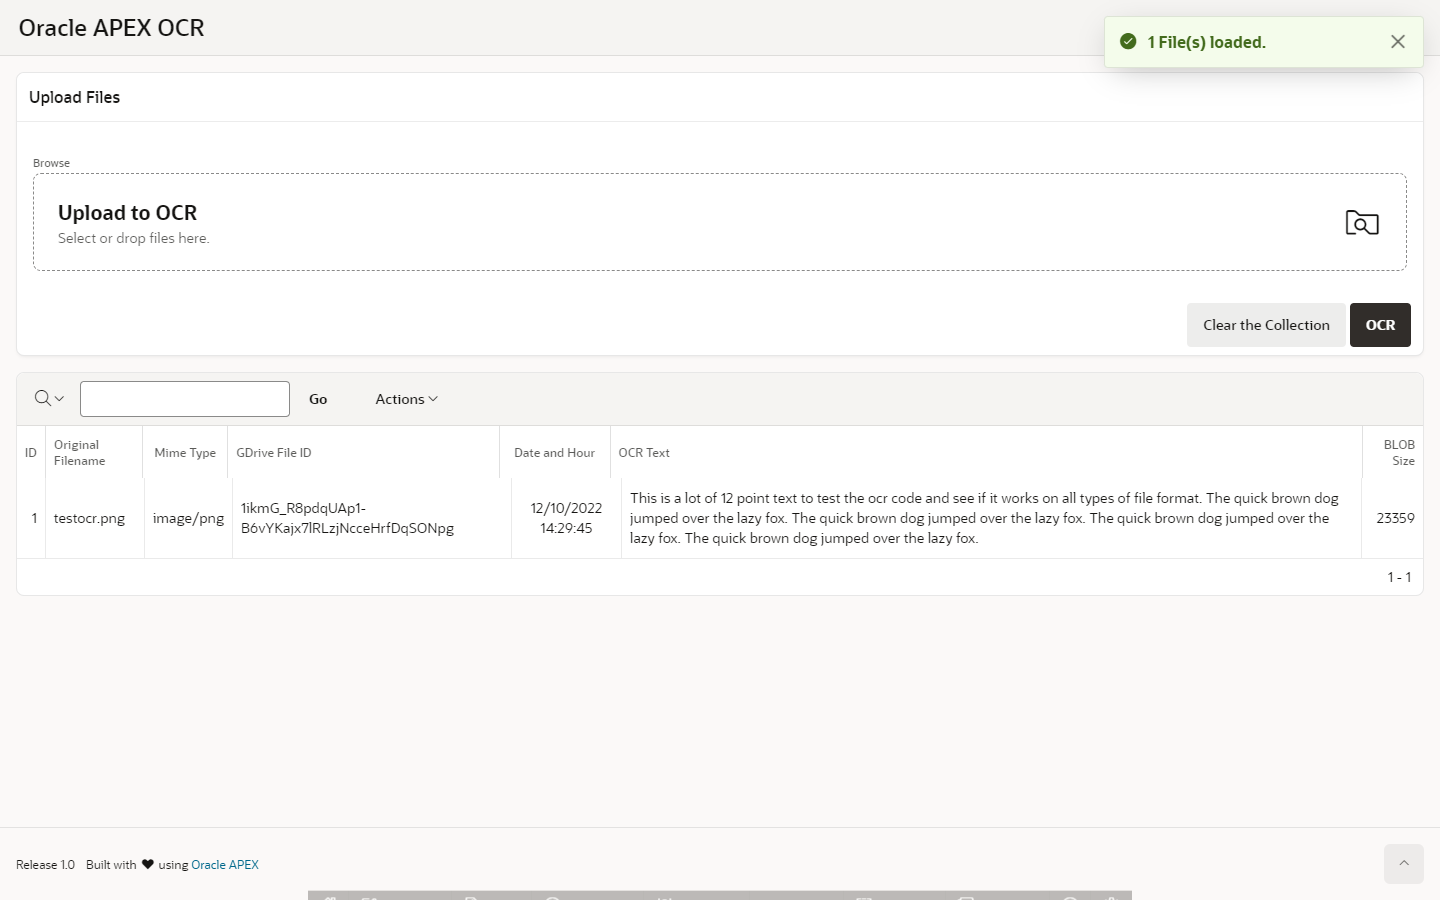 Oracle APEX OCR
1 File(s) loaded.
Upload Files
Browse
Upload to OCR
Select or drop files here.
Clear the Collection
OCR
Go
Actions
ID
Original
Filename
Mime Type
GDrive File ID
Date and Hour
OCR Text
BLOB
Size
1
testocr.png
image/png
1ikmG_R8pdqUAp1-
B6vYKajx7lRLzjNcceHrfDqSONpg
12/10/2022
14:29:45
This is a lot of 12 point text to test the ocr code and see if it works on all types of file format. The quick brown dog
jumped over the lazy fox. The quick brown dog jumped over the lazy fox. The quick brown dog jumped over the
lazy fox. The quick brown dog jumped over the lazy fox.
23359
1 - 1
Release 1.0 Built with ♥ using Oracle APEX